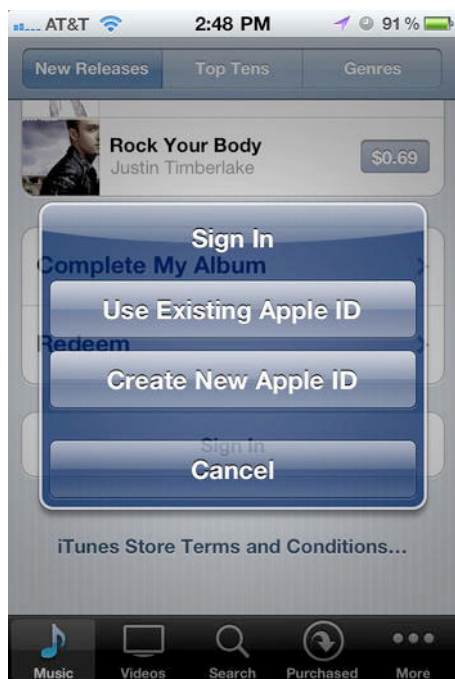 AT&T 2:48 PM 91 %
New Releases Top Tens Genres
Rock Your Body
Justin Timberlake
$0.69
Sign In
Complete My Album
Use Existing Apple ID
Redeem
Create New Apple ID
Sign In
Cancel
iTunes Store Terms and Conditions...
Music Videos Search Purchased More